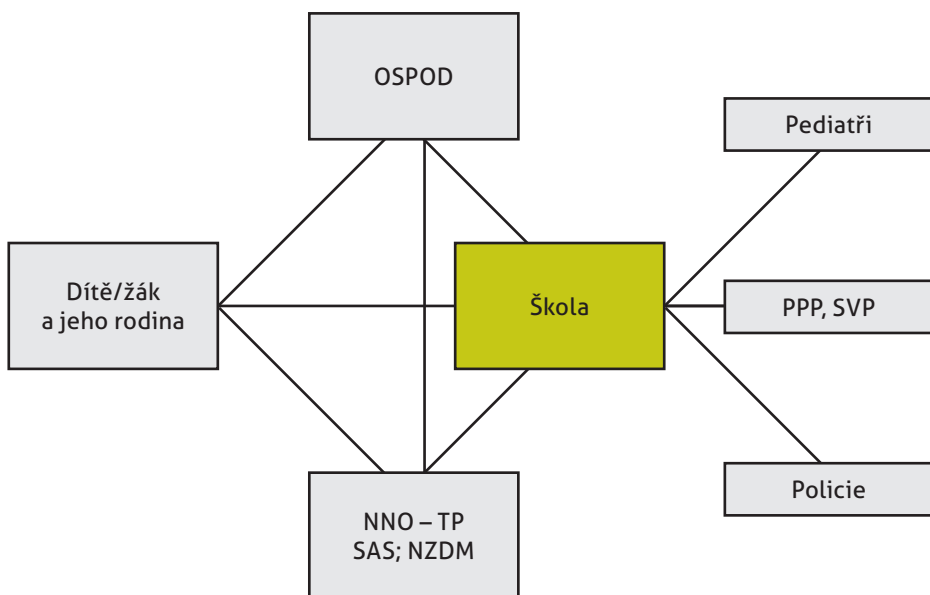 OSPOD
Pediatři
Dítě/žák
a jeho rodina
Škola
PPP, SVP
NNO – TP
SAS; NZDM
Policie